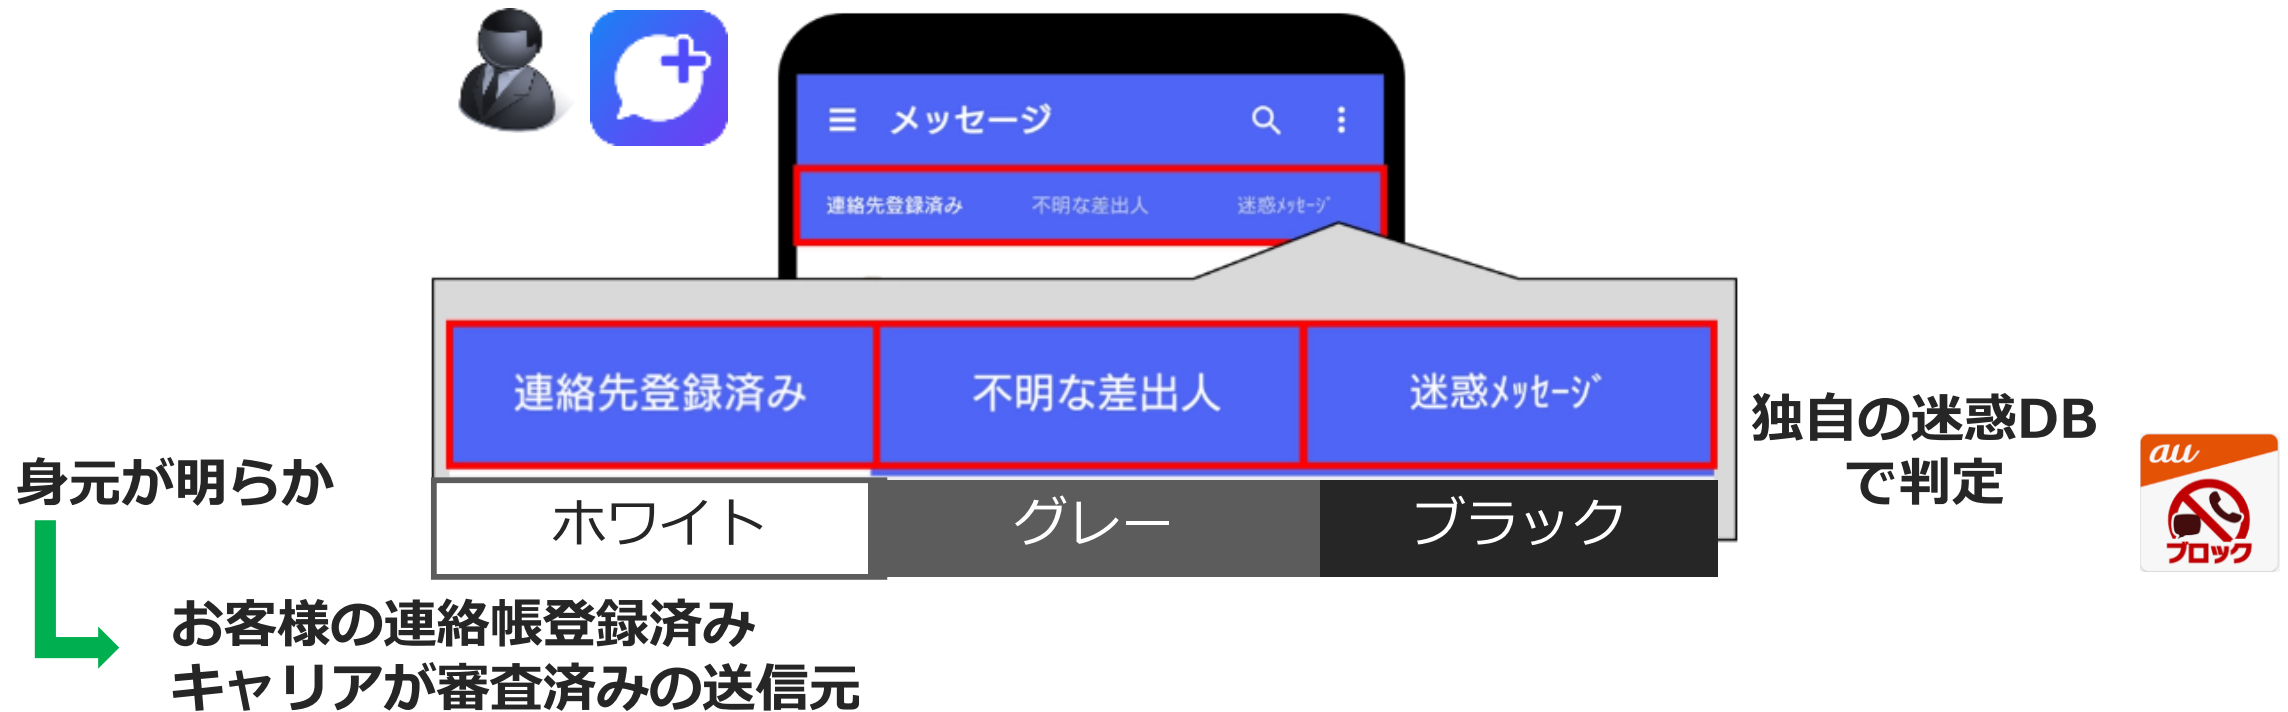 メッセージ
連絡先登録済み 不明な差出人 迷惑ﾒｯｾｰｼﾞ
連絡先登録済み 不明な差出人 迷惑ﾒｯｾｰｼﾞ
ホワイト グレー ブラック
身元が明らか
お客様の連絡帳登録済み
キャリアが審査済みの送信元
独自の迷惑DB
で判定
au
ブロック